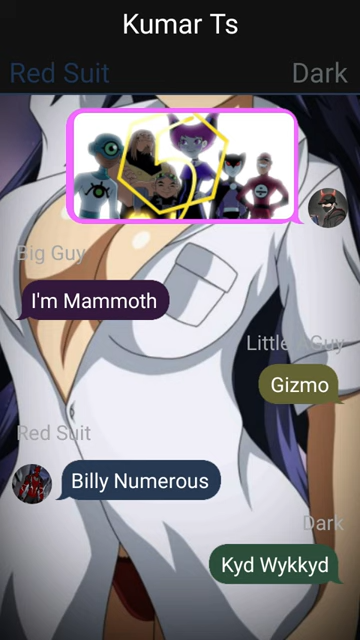 Kumar Ts
Red Suit
Dark
Big Guy
I'm Mammoth
Little Guy
Gizmo
Red Suit
Billy Numerous
Dark
Kyd Wykkyd